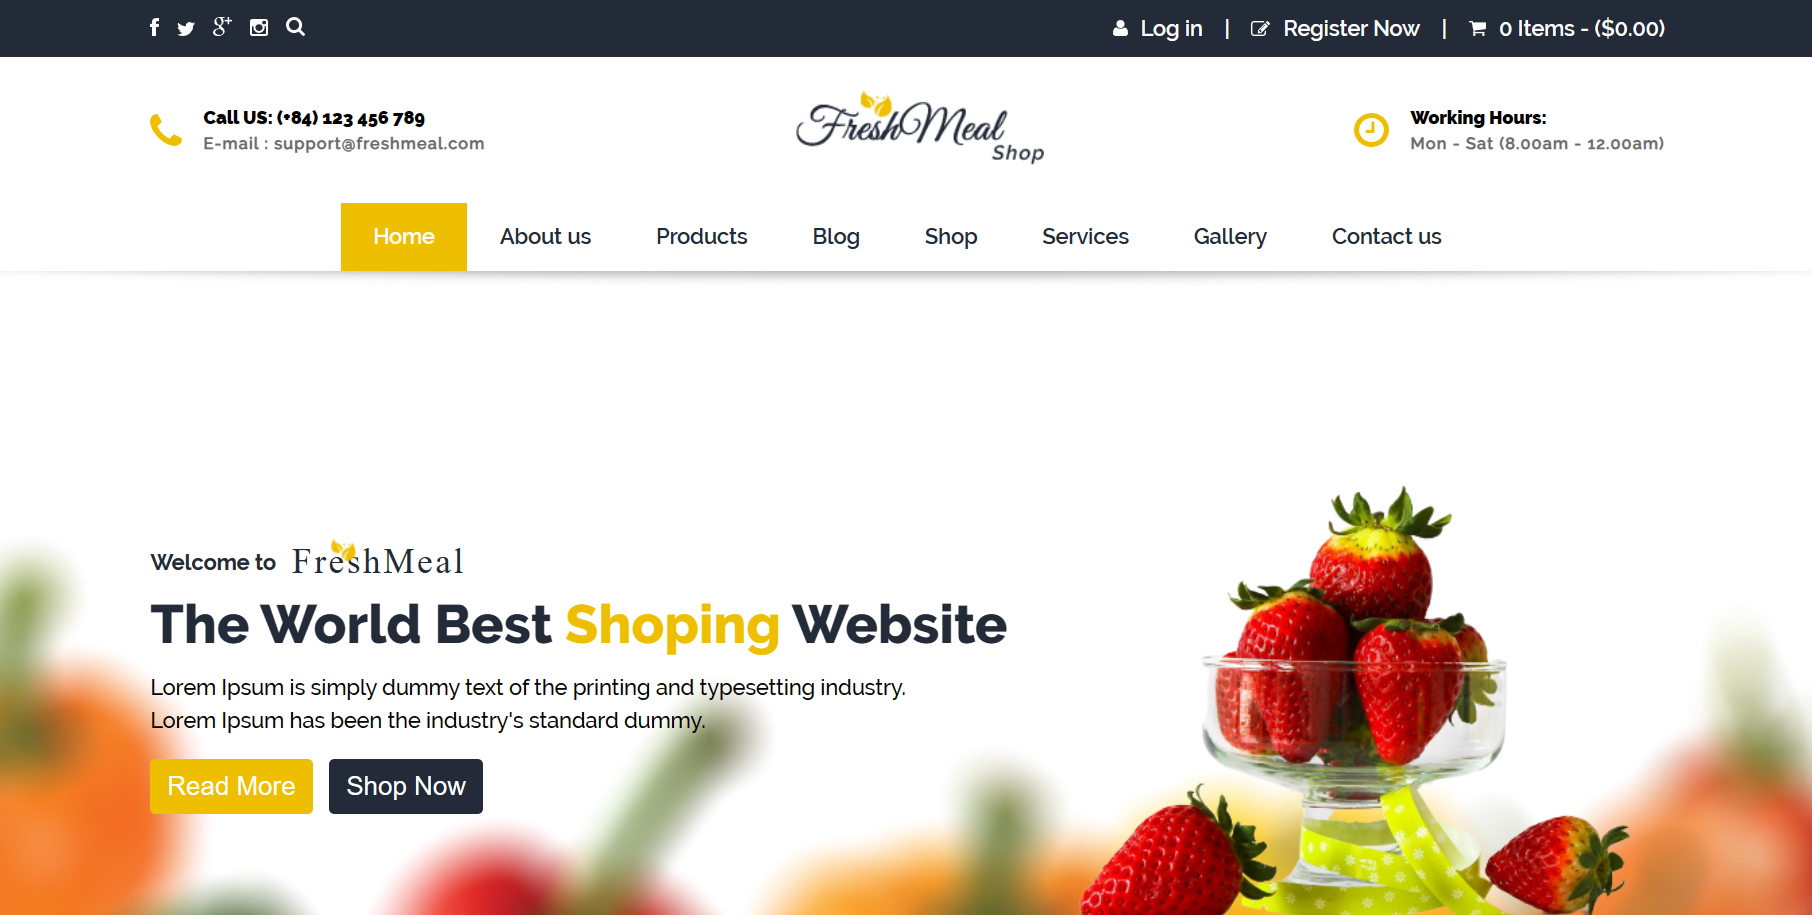 Log in | Register Now | 0 Items - ($0.00)
Call US: (+84) 123 456 789
E-mail : support@freshmeal.com
FreshMeal
Shop
Working Hours:
Mon - Sat (8.00am - 12.00am)
Home About us Products Blog Shop Services Gallery Contact us
Welcome to FreshMeal
The World Best Shoping Website
Lorem Ipsum is simply dummy text of the printing and typesetting industry.
Lorem Ipsum has been the industry's standard dummy.
Read More Shop Now